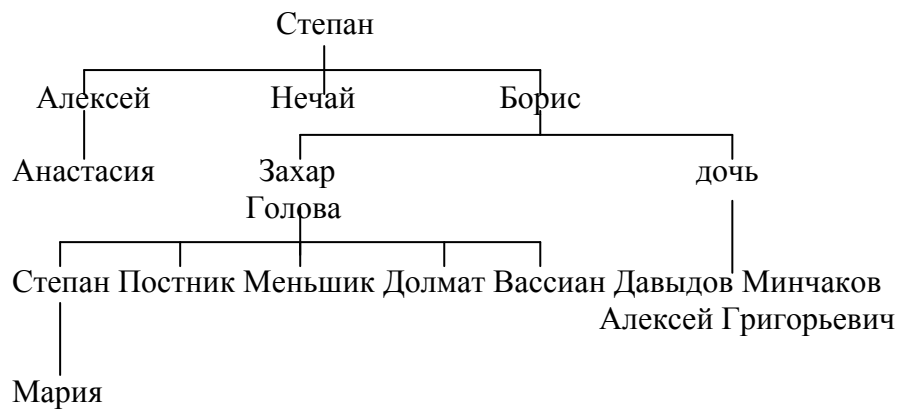 Степан
Алексей Нечай Борис
Анастасия Захар дочь
Голова
Степан Постник Меньшик Долмат Вассиан Давыдов Минчаков
Алексей Григорьевич
Мария